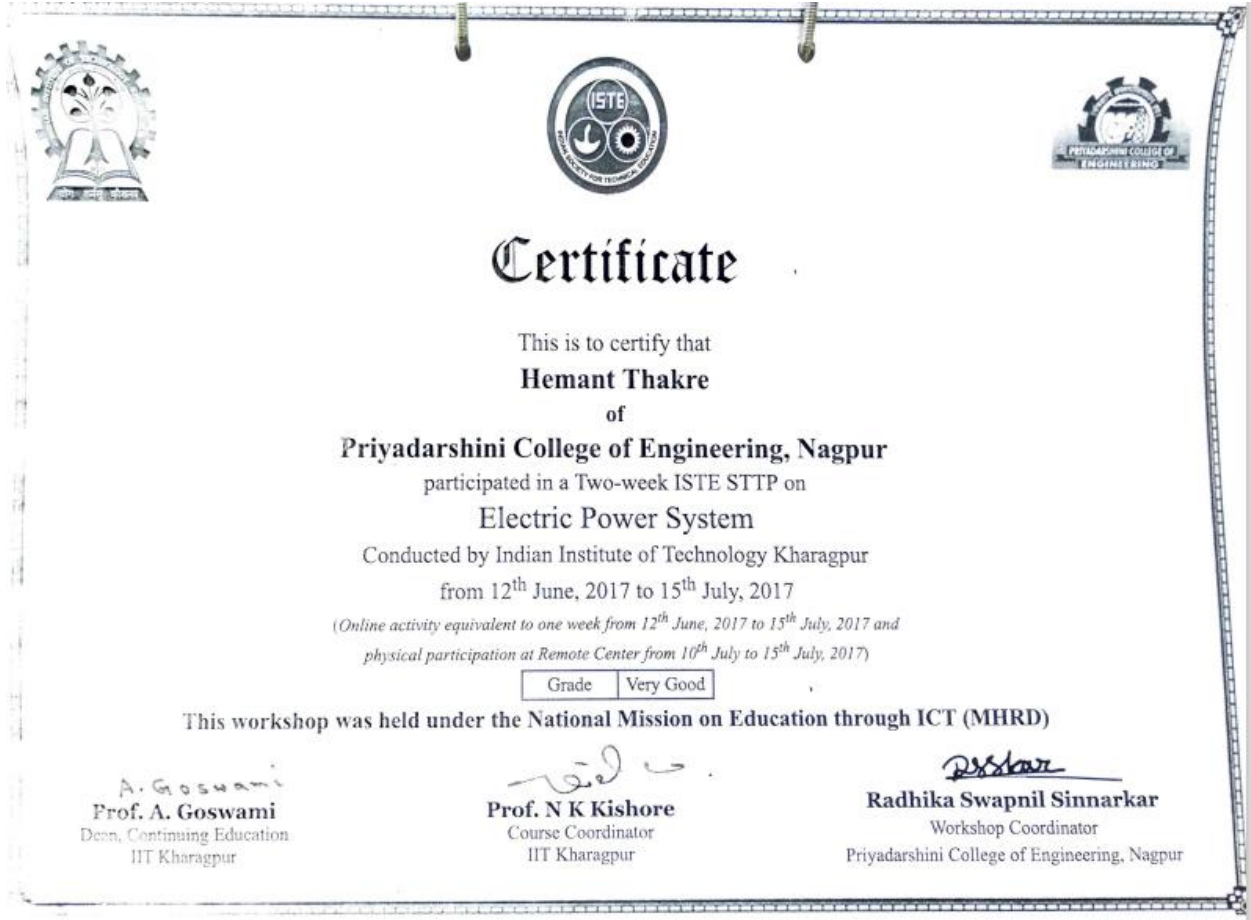 ISTE
INDIAN SOCIETY FOR TECHNICAL EDUCATION
PRIYADARSHINI COLLEGE OF
ENGINEERING
Certificate
This is to certify that
Hemant Thakre
of
Priyadarshini College of Engineering, Nagpur
participated in a Two-week ISTE STTP on
Electric Power System
Conducted by Indian Institute of Technology Kharagpur
from 12th June, 2017 to 15th July, 2017
(Online activity equivalent to one week from 12th June, 2017 to 15th July, 2017 and
physical participation at Remote Center from 10th July to 15th July, 2017)
Grade Very Good
This workshop was held under the National Mission on Education through ICT (MHRD)
A. Goswami
Prof. A. Goswami
Dean, Continuing Education
IIT Kharagpur
Prof. N K Kishore
Course Coordinator
IIT Kharagpur
Radhika Swapnil Sinnarkar
Workshop Coordinator
Priyadarshini College of Engineering, Nagpur